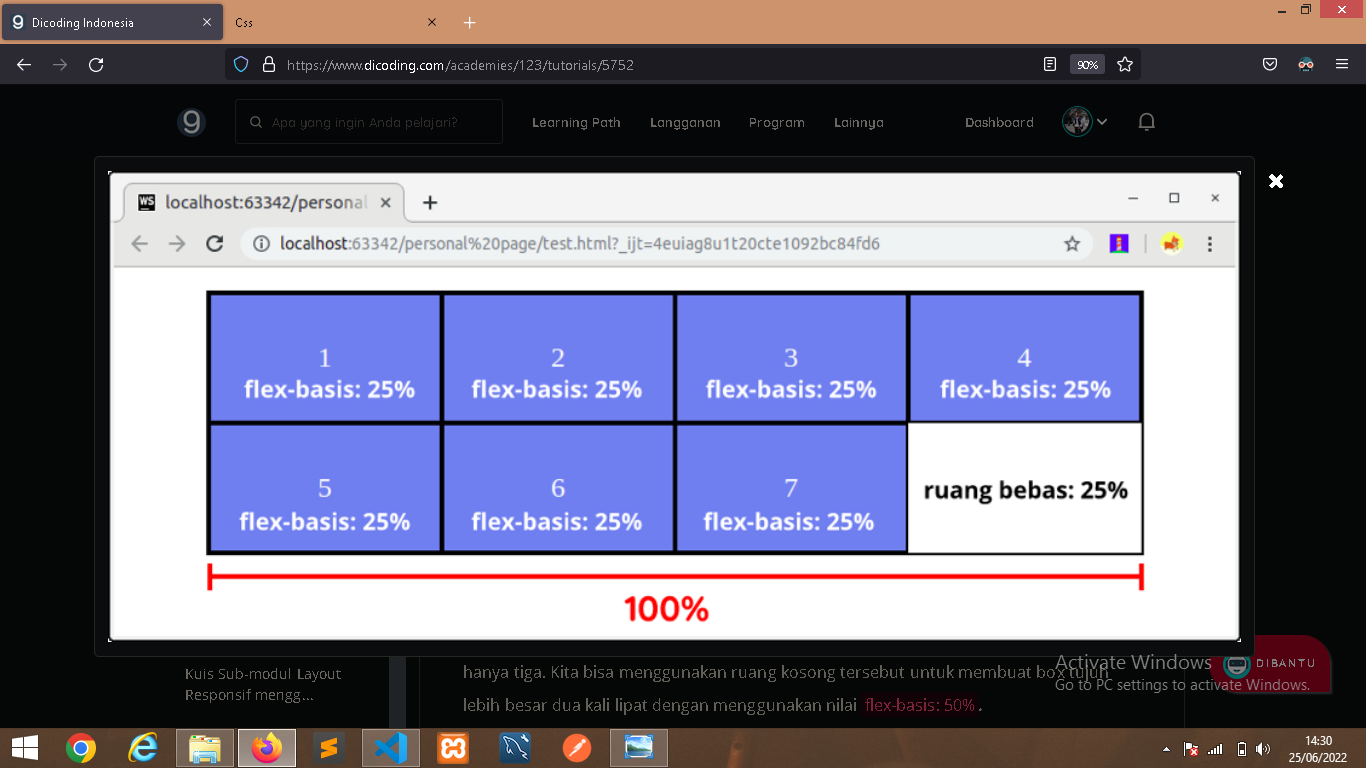 Dicoding Indonesia
Css
https://www.dicoding.com/academies/123/tutorials/5752
90%
Apa yang ingin Anda pelajari?
Learning Path
Langganan
Program
Lainnya
Dashboard
WS
localhost:63342/personal
localhost:63342/personal%20page/test.html?_ijt=4euiag8u1t20cte1092bc84fd6
1
flex-basis: 25%
2
flex-basis: 25%
3
flex-basis: 25%
4
flex-basis: 25%
5
flex-basis: 25%
6
flex-basis: 25%
7
flex-basis: 25%
ruang bebas: 25%
100%
Kuis Sub-modul Layout
Responsif mengg...
hanya tiga. Kita bisa menggunakan ruang kosong tersebut untuk membuat box tujuh
lebih besar dua kali lipat dengan menggunakan nilai flex-basis: 50%.
DIBANTU
Activate Windows
Go to PC settings to activate Windows.
14:30
25/06/2022